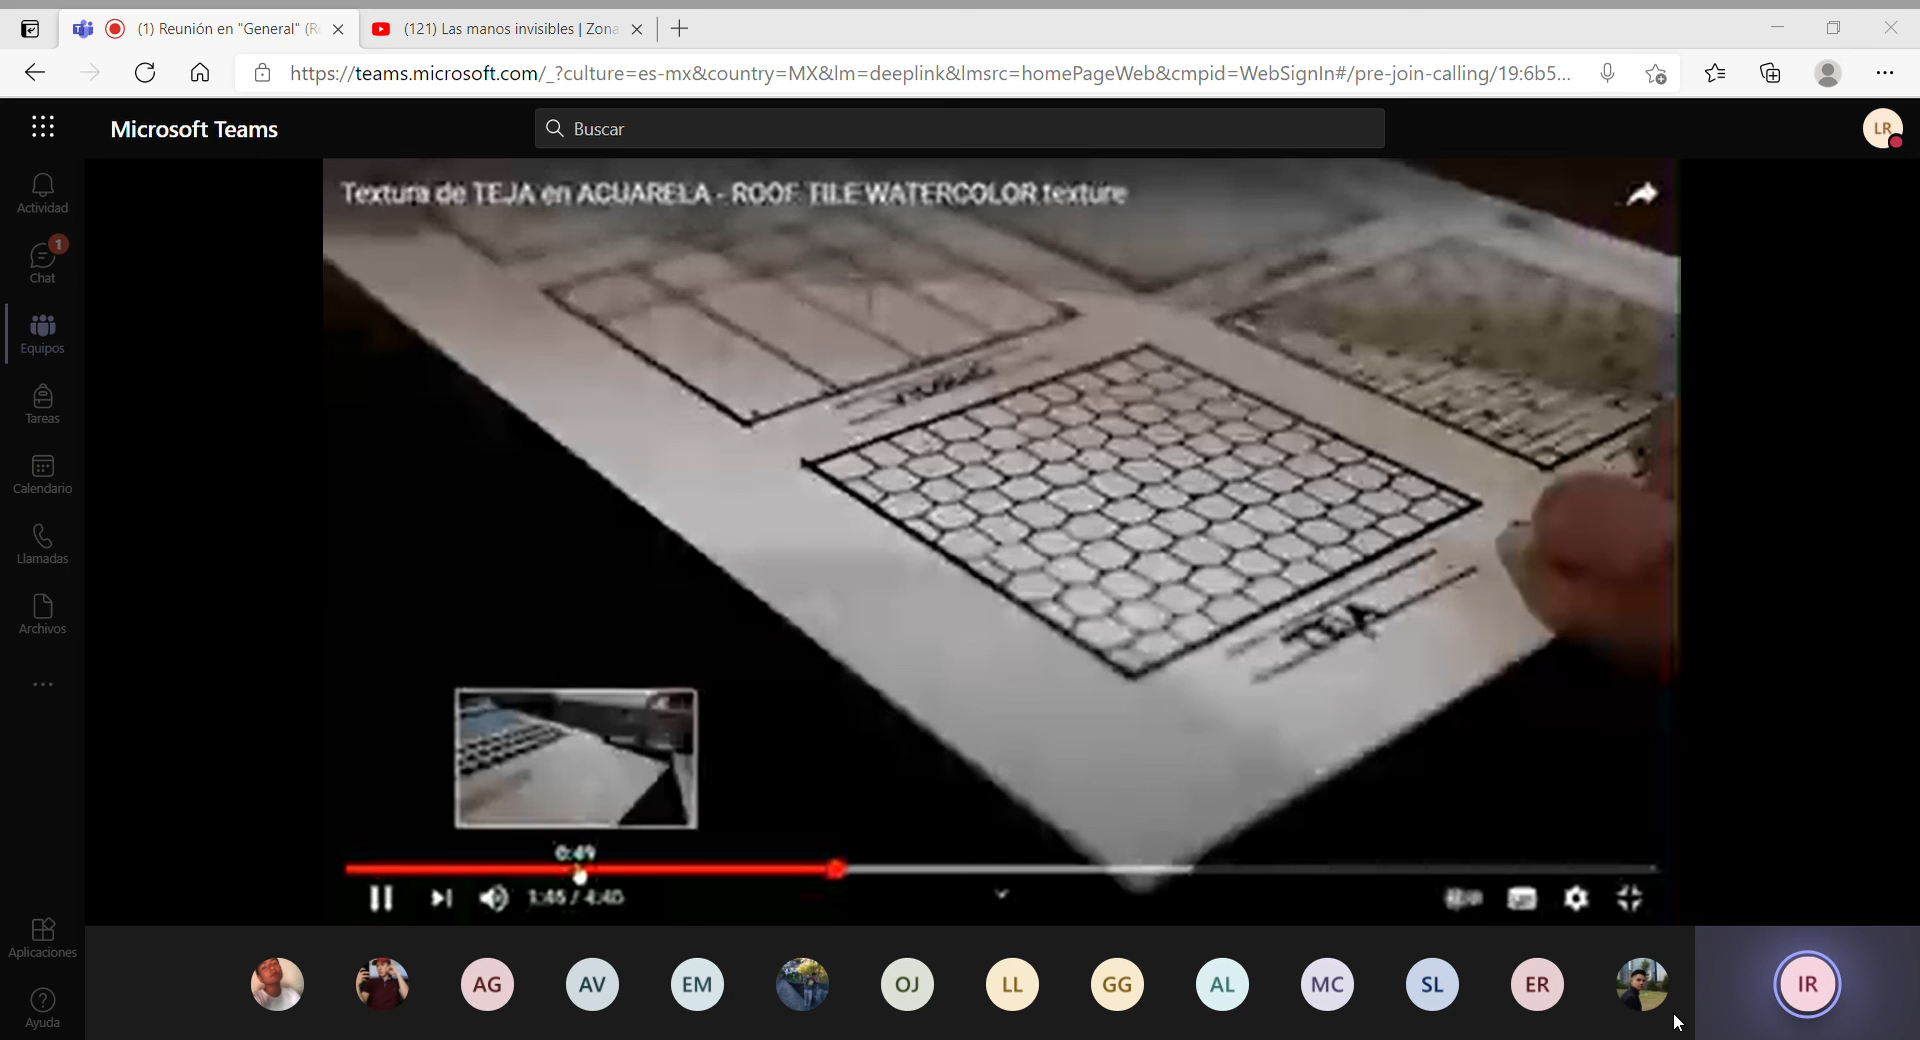 (1) Reunión en "General" (R
(121) Las manos invisibles | Zona
https://teams.microsoft.com/_?culture=es-mx&country=MX&lm=deeplink&lmsrc=homePageWeb&cmpid=WebSignIn#/pre-join-calling/19:6b5...
Microsoft Teams
Buscar
LR
Actividad
1
Chat
Equipos
Tareas
Calendario
Llamadas
Archivos
Aplicaciones
Ayuda
Textura de TEJA en ACUARELA - ROOF TILE WATERCOLOR texture
TEJA
0:49
1:46 / 4:40
AG
AV
EM
OJ
LL
GG
AL
MC
SL
ER
IR